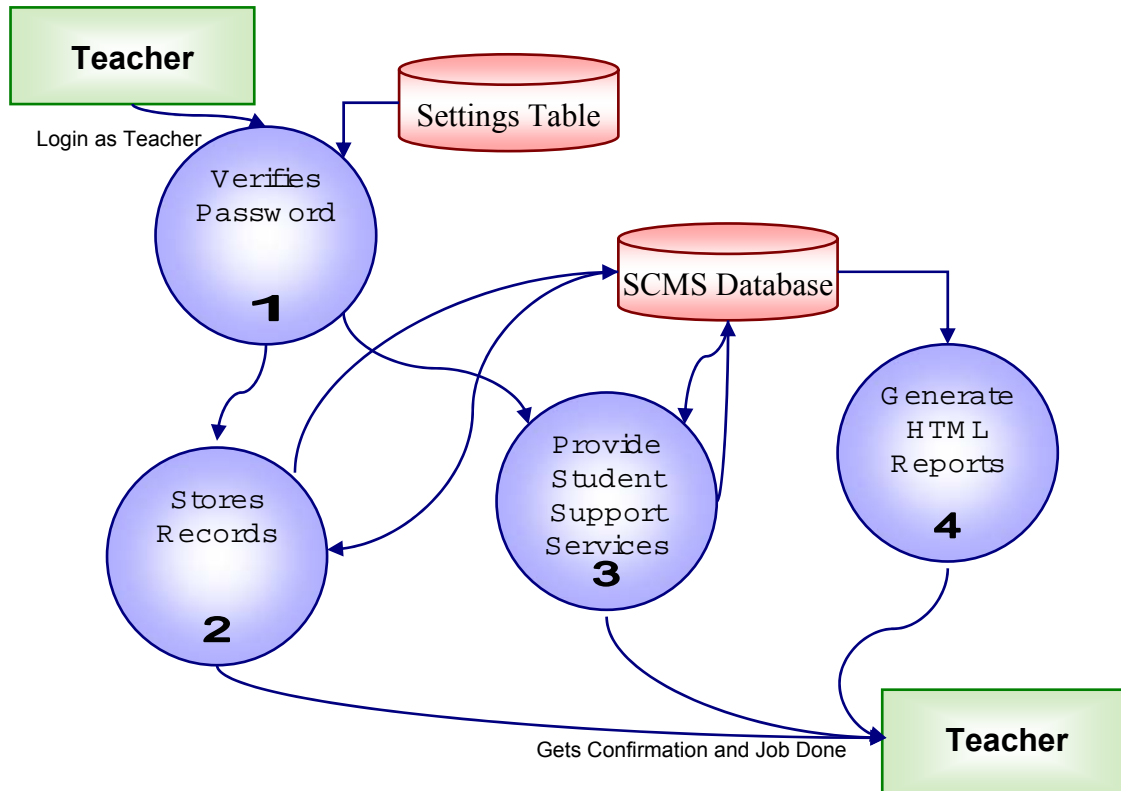 Teacher
Settings Table
Login as Teacher
Verifies
Password
1
SCMS Database
Generate
HTML
Reports
4
Provide
Student
Support
Services
3
Stores
Records
2
Gets Confirmation and Job Done
Teacher